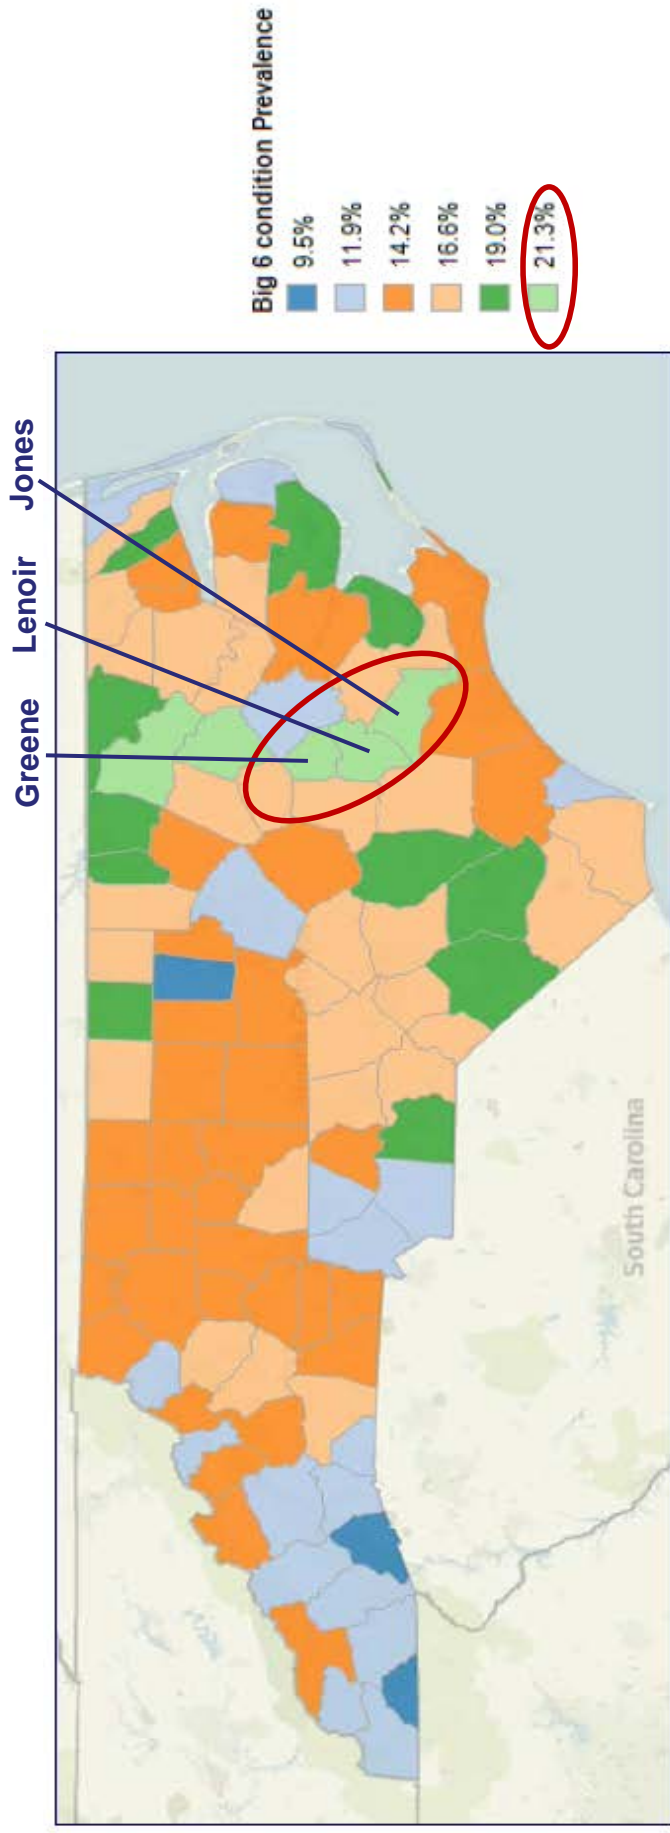 Greene
Lenoir
Jones
Big 6 condition Prevalence
9.5%
11.9%
14.2%
16.6%
19.0%
21.3%
South Carolina